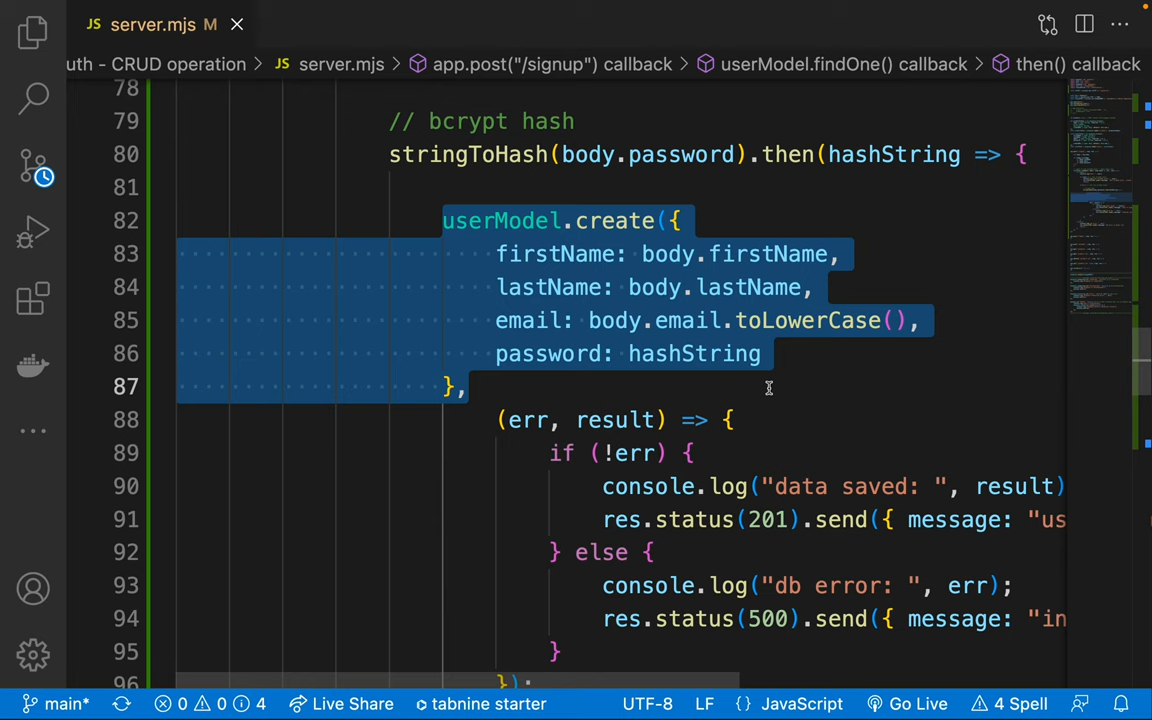 JS server.mjs M
uth - CRUD operation > JS server.mjs > app.post("/signup") callback > userModel.findOne() callback > then() callback
78
79 // bcrypt hash
80 stringToHash(body.password).then(hashString => {
81
82 userModel.create({
83 firstName: body.firstName,
84 lastName: body.lastName,
85 email: body.email.toLowerCase(),
86 password: hashString
87 },
88 (err, result) => {
89 if (!err) {
90 console.log("data saved: ", result)
91 res.status(201).send({ message: "us
92 } else {
93 console.log("db error: ", err);
94 res.status(500).send({ message: "in
95 }
96 });
main* 0 0 4 Live Share tabnine starter UTF-8 LF {} JavaScript Go Live 4 Spell